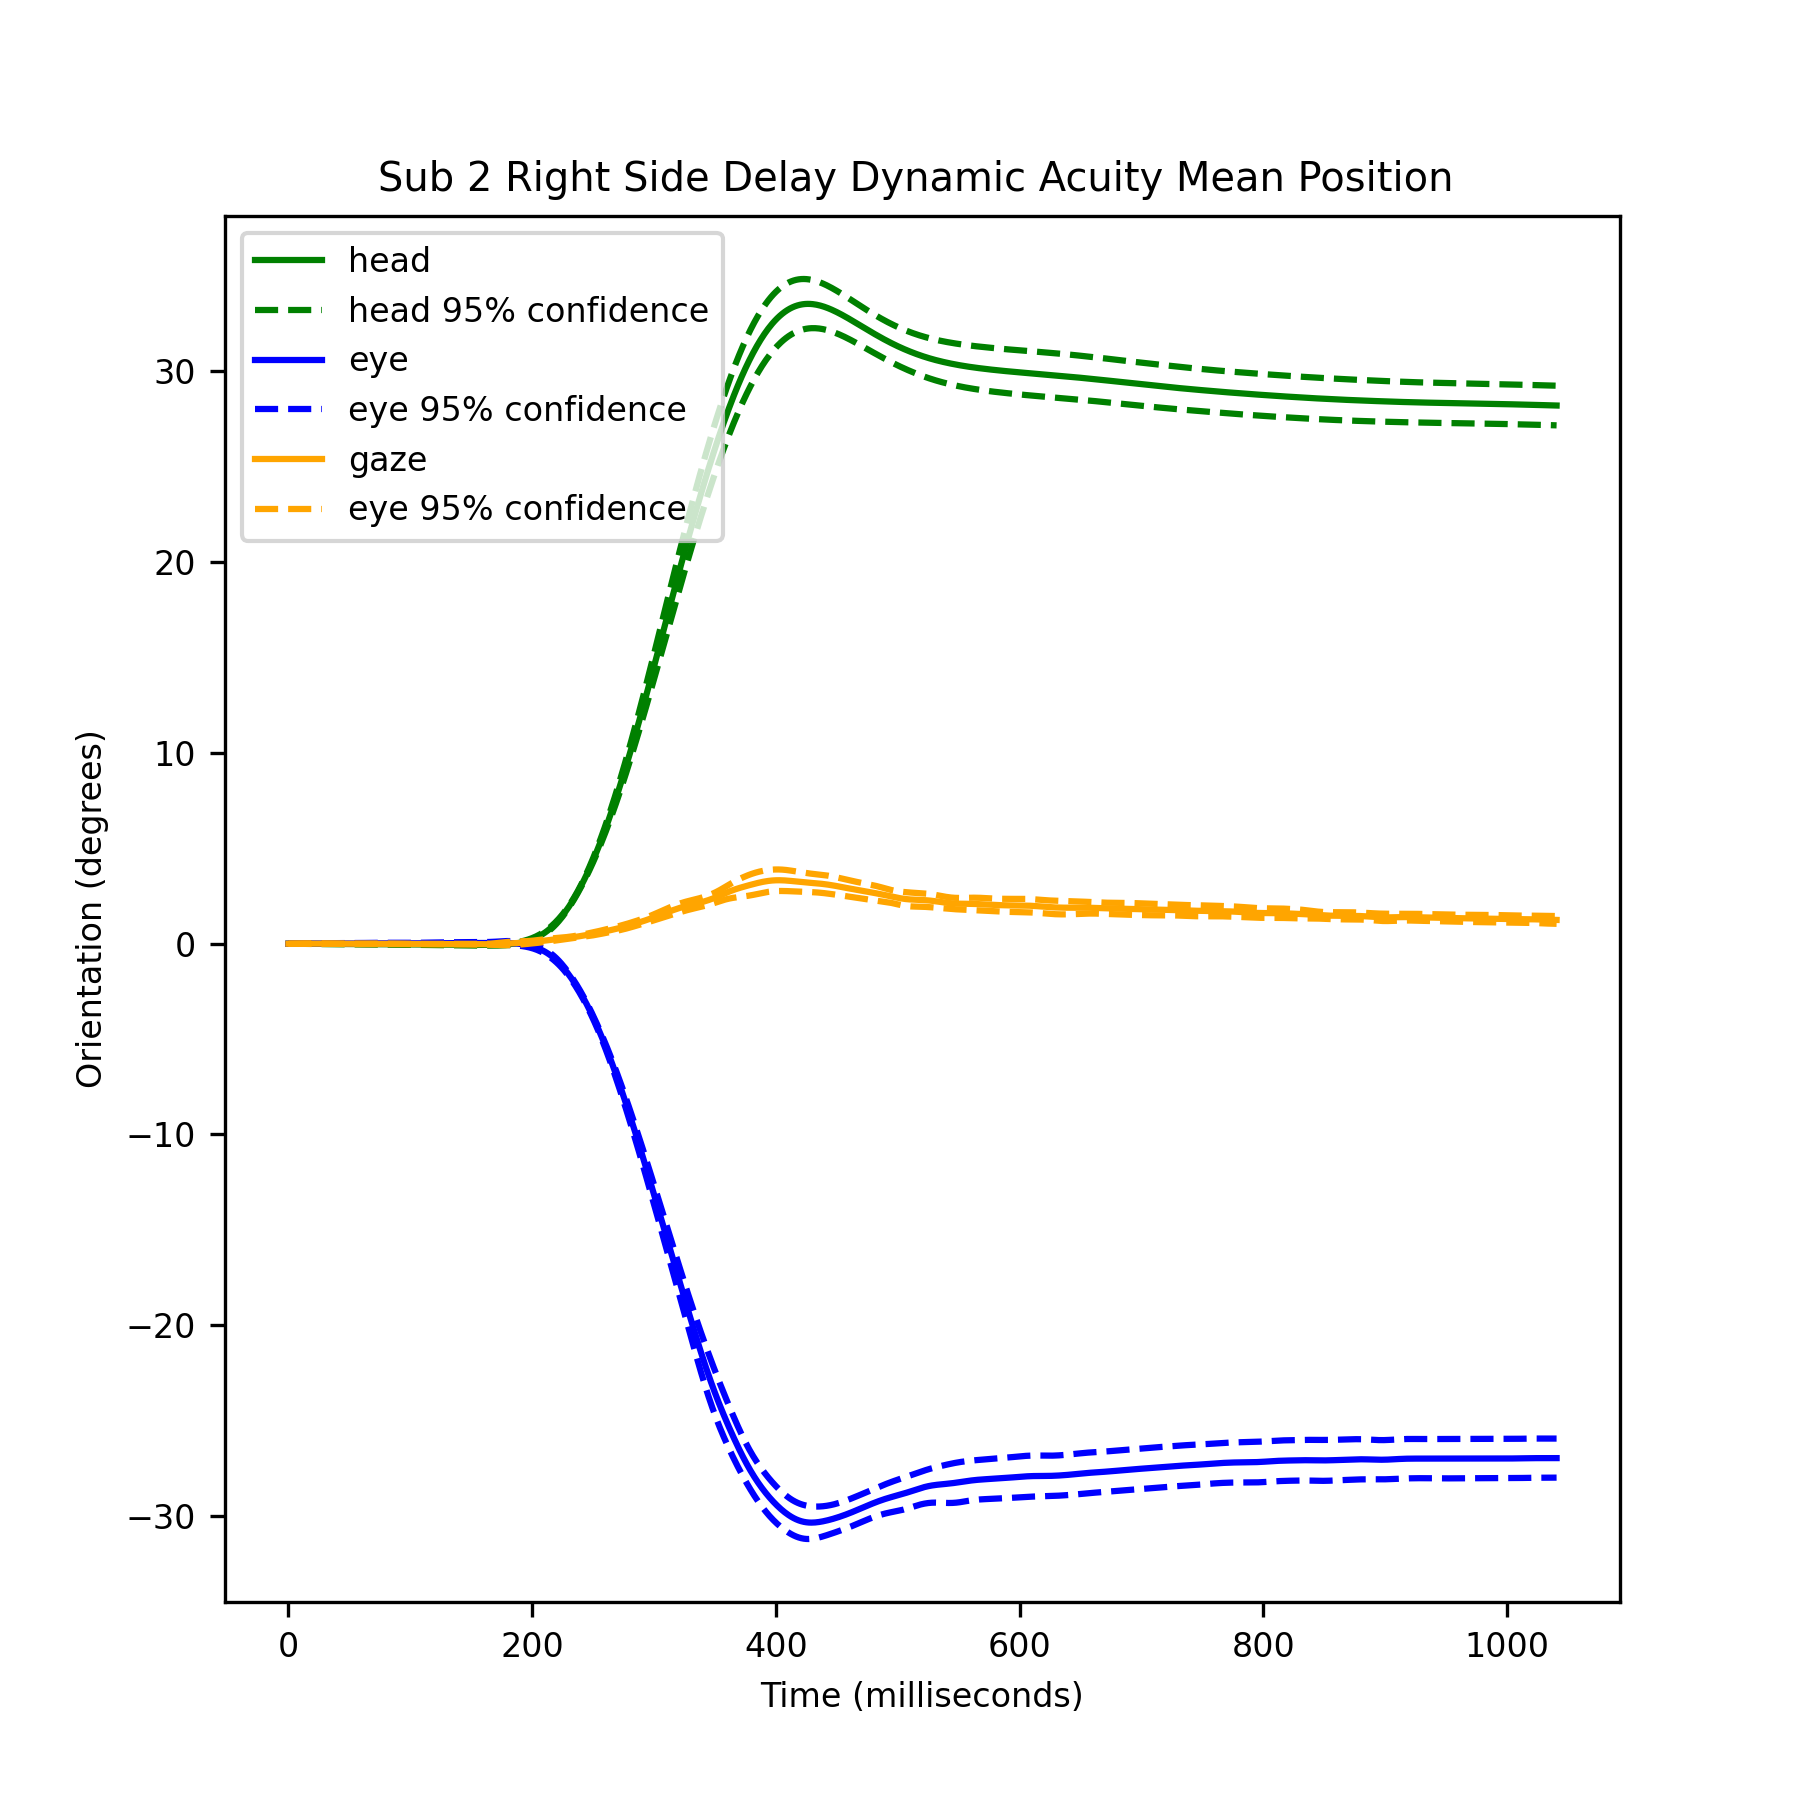 Sub 2 Right Side Delay Dynamic Acuity Mean Position
head
head 95% confidence
eye
eye 95% confidence
gaze
eye 95% confidence
30
20
10
0
−10
−20
−30
Orientation (degrees)
0 200 400 600 800 1000
Time (milliseconds)